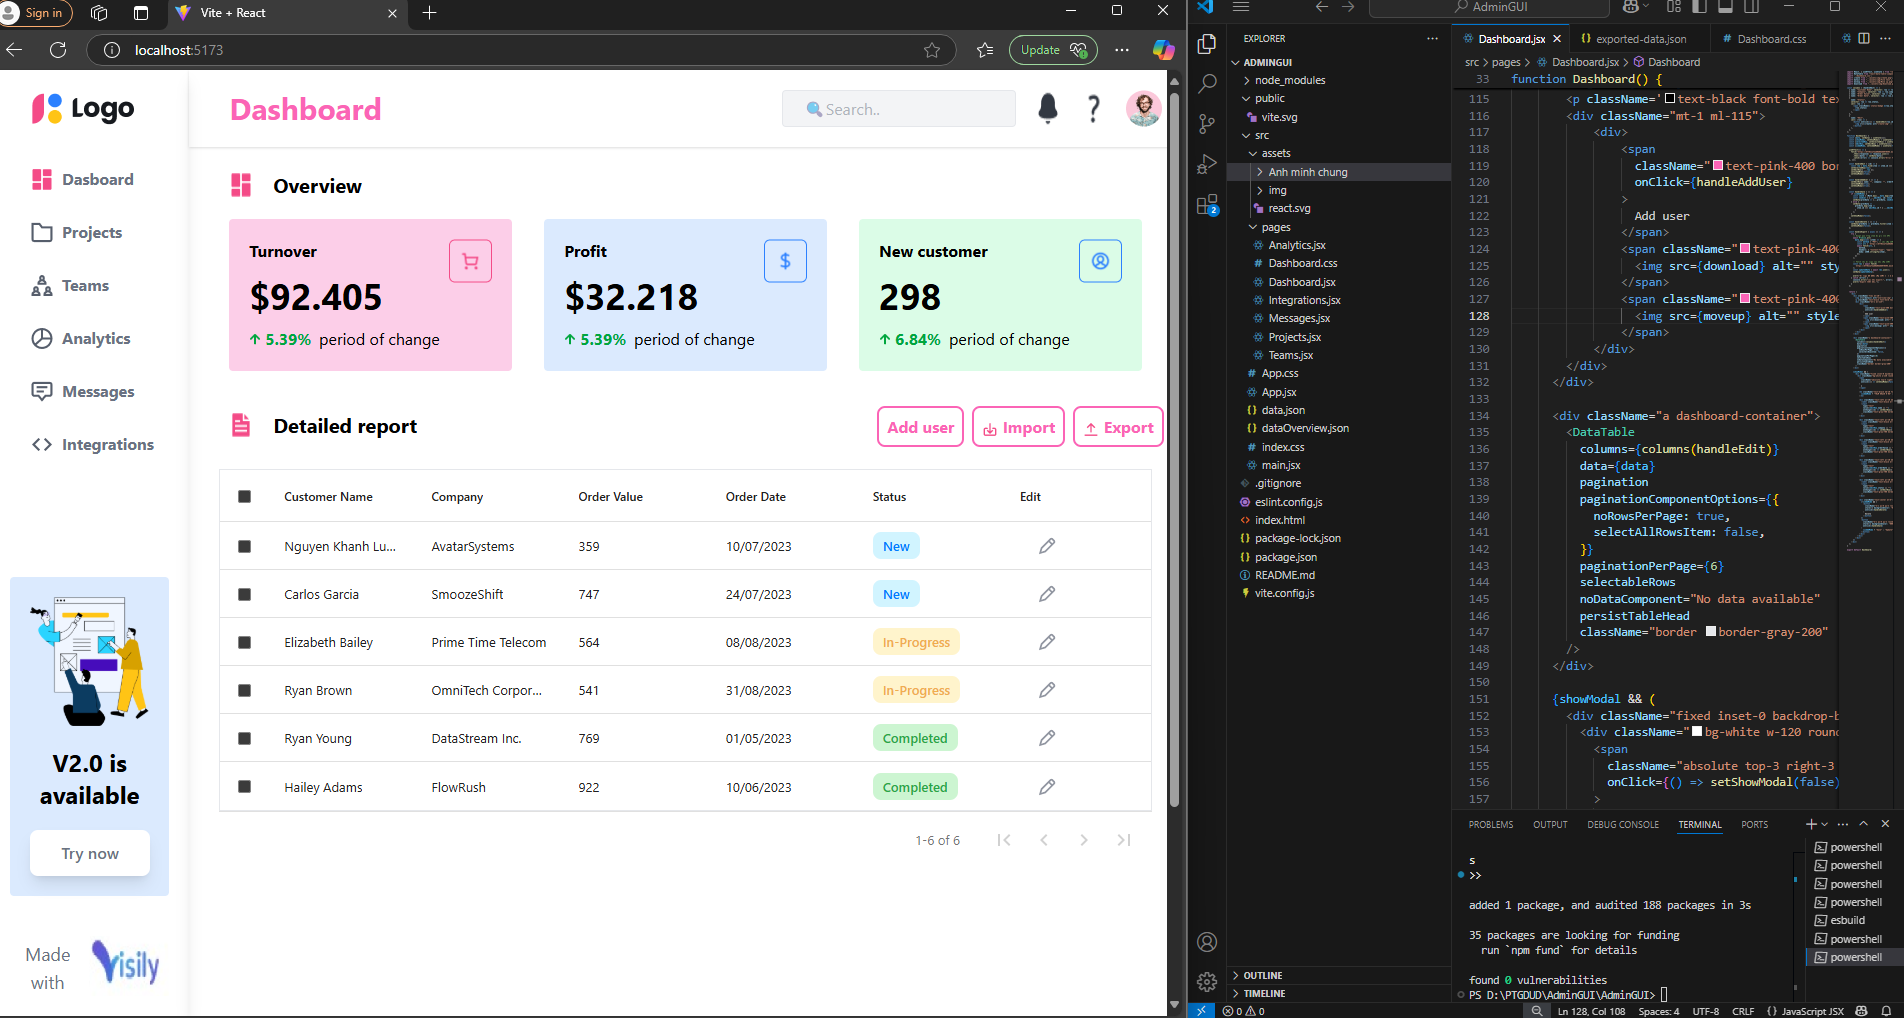 Sign in
Vite + React
localhost:5173
Update
Logo
Dashboard
Search...
Dasboard
Projects
Teams
Analytics
Messages
Integrations
Overview
Turnover
$92.405
5.39% period of change
Profit
$32.218
5.39% period of change
New customer
298
6.84% period of change
Detailed report
Add user
Import
Export
Customer Name Company Order Value Order Date Status Edit
Nguyen Khanh Lu... AvatarSystems 359 10/07/2023 New
Carlos Garcia SmoozeShift 747 24/07/2023 New
Elizabeth Bailey Prime Time Telecom 564 08/08/2023 In-Progress
Ryan Brown OmniTech Corpor... 541 31/08/2023 In-Progress
Ryan Young DataStream Inc. 769 01/05/2023 Completed
Hailey Adams FlowRush 922 10/06/2023 Completed
1-6 of 6
V2.0 is
available
Try now
Made
with
Visily
AdminGUI
EXPLORER
ADMINGUI
node_modules
public
vite.svg
src
assets
Anh minh chung
img
react.svg
pages
Analytics.jsx
Dashboard.css
Dashboard.jsx
Integrations.jsx
Messages.jsx
Projects.jsx
Teams.jsx
App.css
App.jsx
data.json
dataOverview.json
index.css
main.jsx
.gitignore
eslint.config.js
index.html
package-lock.json
package.json
README.md
vite.config.js
OUTLINE
TIMELINE
2
Dashboard.jsx
exported-data.json
Dashboard.css
src > pages > Dashboard.jsx > Dashboard
33 function Dashboard() {
115 <p className='text-black font-bold tex
116 <div className="mt-1 ml-115">
117 <div>
118 <span
119 className="text-pink-400 bor
120 onClick={handleAddUser}
121 >
122 Add user
123 </span>
124 <span className="text-pink-400
125 <img src={download} alt="" sty
126 </span>
127 <span className="text-pink-400
128 <img src={moveup} alt="" style
129 </span>
130 </div>
131 </div>
132 </div>
133
134 <div className="a dashboard-container">
135 <DataTable
136 columns={columns(handleEdit)}
137 data={data}
138 pagination
139 paginationComponentOptions={{
140 noRowsPerPage: true,
141 selectAllRowsItem: false,
142 }}
143 paginationPerPage={6}
144 selectableRows
145 noDataComponent="No data available"
146 persistTableHead
147 className="border border-gray-200"
148 />
149 </div>
150
151 {showModal && (
152 <div className="fixed inset-0 backdrop-b
153 <div className="bg-white w-120 round
154 <span
155 className="absolute top-3 right-3
156 onClick={() => setShowModal(false)
157 >
PROBLEMS OUTPUT DEBUG CONSOLE TERMINAL PORTS
s
>>
added 1 package, and audited 188 packages in 3s
35 packages are looking for funding
run `npm fund` for details
found 0 vulnerabilities
PS D:\PTGDUD\AdminGUI\AdminGUI>
powershell
powershell
powershell
powershell
esbuild
powershell
powershell
0 0
Ln 128, Col 108 Spaces: 4 UTF-8 CRLF {} JavaScript JSX